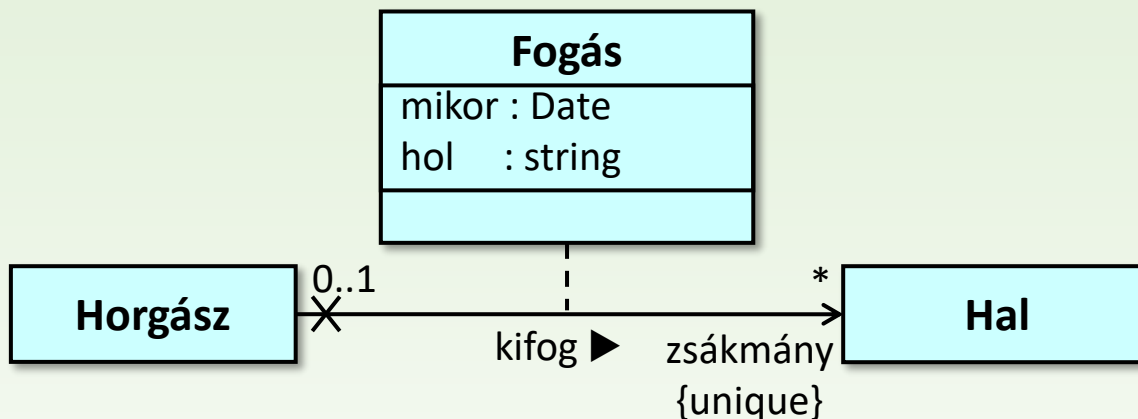 Fogás
mikor : Date
hol : string
0..1
*
Horgász
Hal
kifog ▶
zsákmány
{unique}